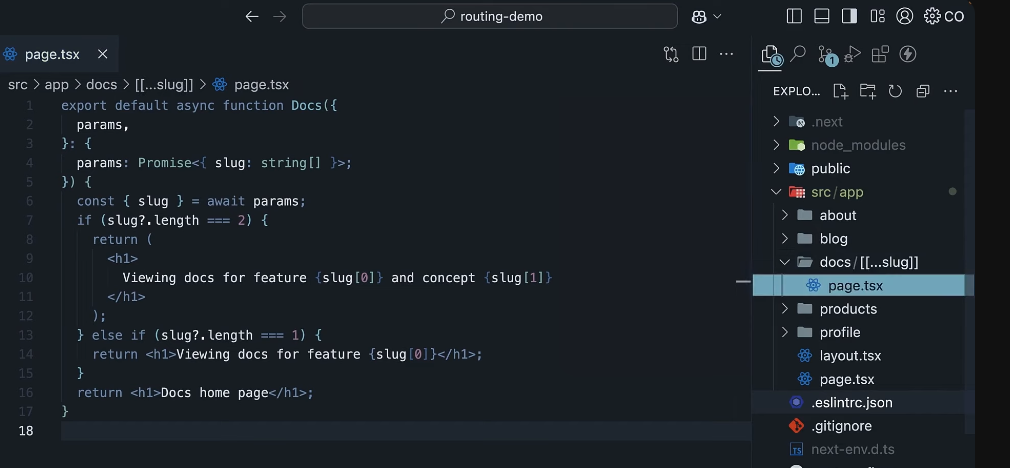 routing-demo
CO
page.tsx
src > app > docs > [[...slug]] > page.tsx
1 export default async function Docs({
2 params,
3 }: {
4 params: Promise<{ slug: string[] }>;
5 }) {
6 const { slug } = await params;
7 if (slug?.length === 2) {
8 return (
9 <h1>
10 Viewing docs for feature {slug[0]} and concept {slug[1]}
11 </h1>
12 );
13 } else if (slug?.length === 1) {
14 return <h1>Viewing docs for feature {slug[0]}</h1>;
15 }
16 return <h1>Docs home page</h1>;
17 }
18
1
EXPLO...
.next
node_modules
public
src/app
about
blog
docs/[[...slug]]
page.tsx
products
profile
layout.tsx
page.tsx
.eslintrc.json
.gitignore
TS next-env.d.ts